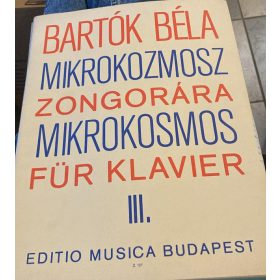 BARTÓK BÉLA
MIKROKOZMOSZ
ZONGORÁRA
MIKROKOSMOS
FÜR KLAVIER
III.
EDITIO MUSICA BUDAPEST